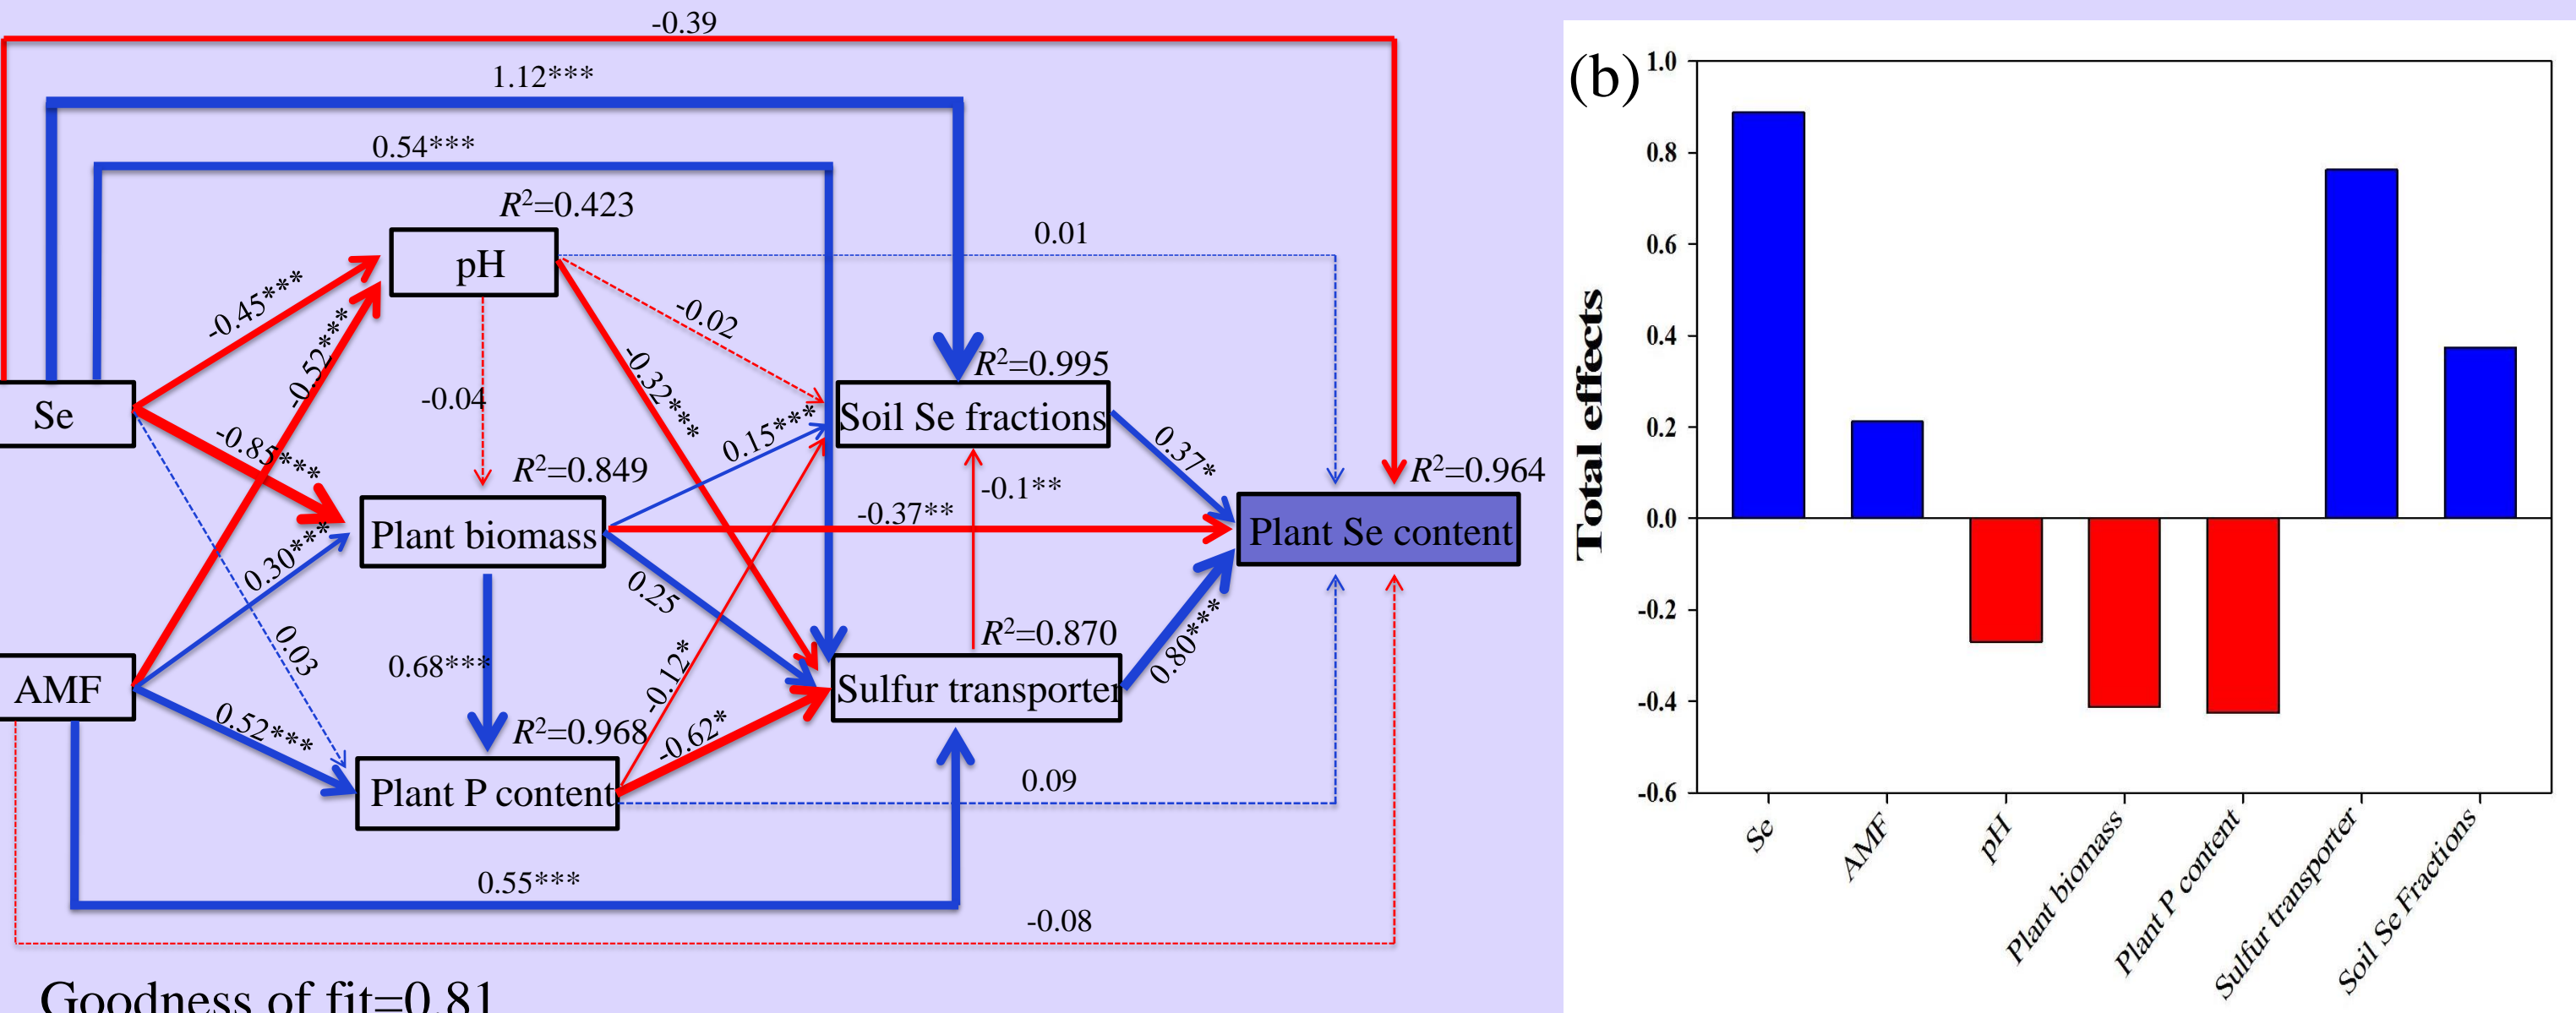 -0.39
1.12***
0.54***
R²=0.423
pH
0.01
-0.45***
-0.52***
-0.02
-0.32***
R²=0.995
Se
-0.04
Soil Se fractions
-0.85***
0.15***
0.37*
R²=0.849
R²=0.964
-0.1**
-0.37**
Plant biomass
Plant Se content
0.30***
0.25
0.03
R²=0.870
0.80***
0.68***
-0.12*
AMF
Sulfur transporter
0.52***
R²=0.968
-0.62*
Plant P content
0.09
0.55***
-0.08
Goodness of fit=0.81
(b)
Total effects
1.0
0.8
0.6
0.4
0.2
0.0
-0.2
-0.4
-0.6
Se
AMF
pH
Plant biomass
Plant P content
Sulfur transporter
Soil Se Fractions